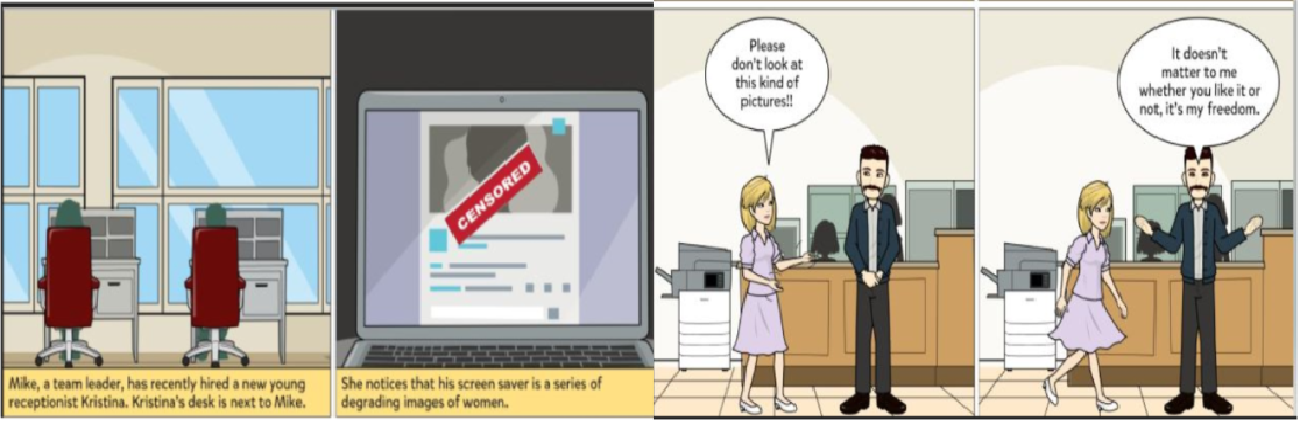 Mike, a team leader, has recently hired a new young
receptionist Kristina. Kristina's desk is next to Mike.
CENSORED
She notices that his screen saver is a series of
degrading images of women.
Please
don't look at
this kind of
pictures!!
It doesn't
matter to me
whether you like it or
not, it's my freedom.